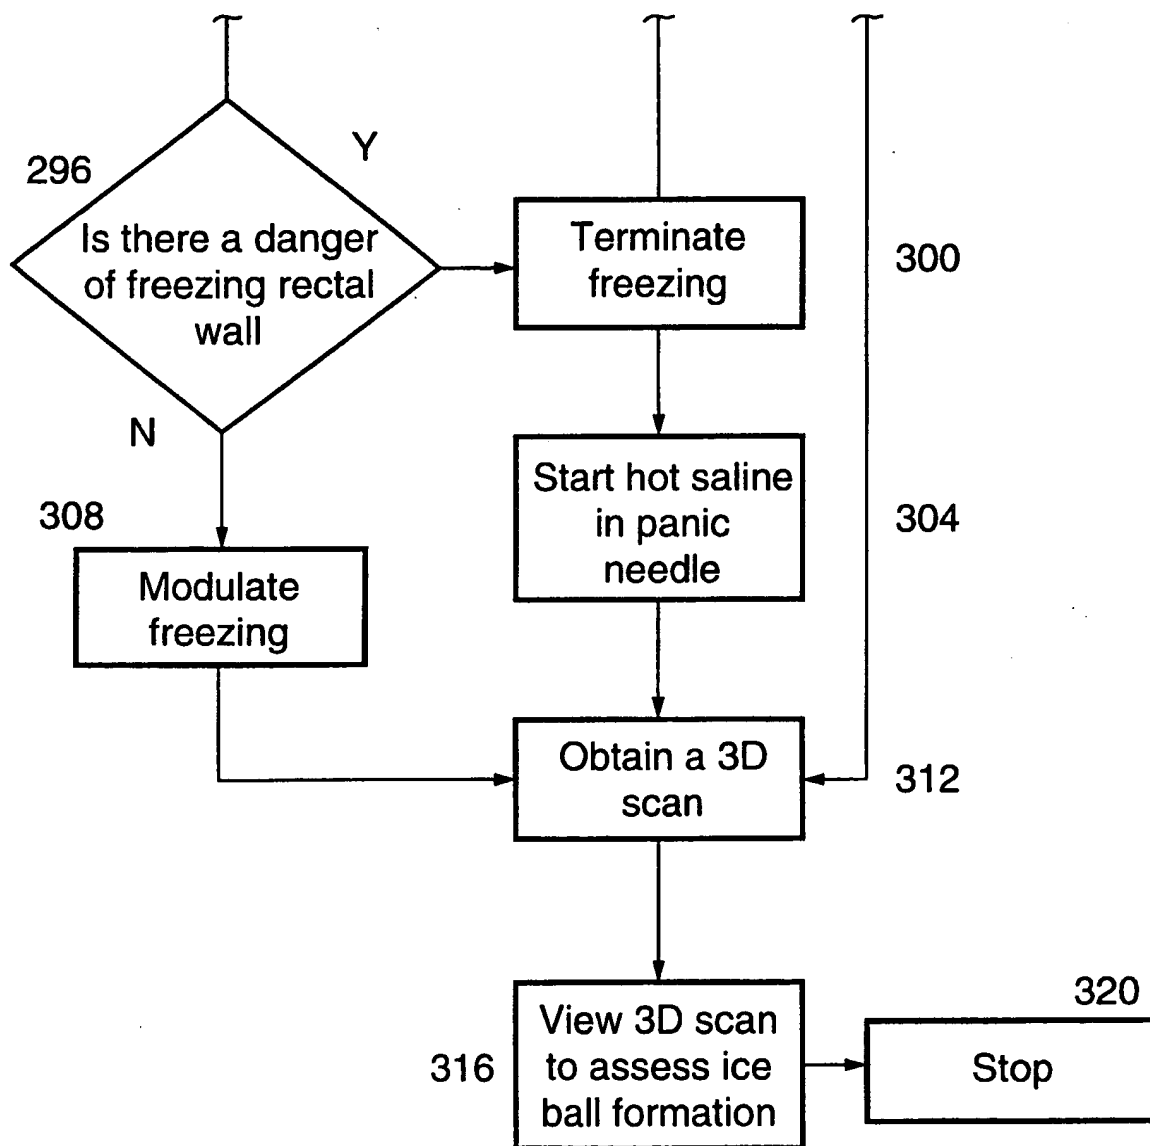 296
Y
Is there a danger
of freezing rectal
wall
N
Terminate
freezing
300
Start hot saline
in panic
needle
304
308
Modulate
freezing
Obtain a 3D
scan
312
316
View 3D scan
to assess ice
ball formation
320
Stop